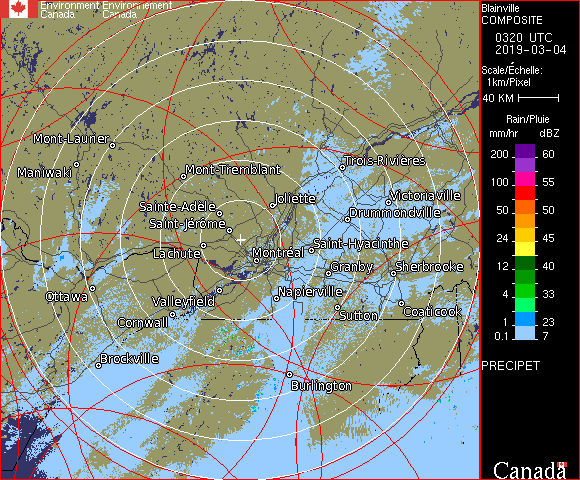 Environment Environnement
Canada Canada
Blainville
COMPOSITE
0320 UTC
2019-03-04
Scale/Échelle:
1km/Pixel
40 KM
Rain/Pluie
mm/hr dBZ
200 60
100 55
50 50
24 45
12 40
4 33
1 23
0.1 7
PRECIPET
Canada
Mont-Laurier
Maniwaki
Mont-Tremblant
Trois-Rivières
Joliette
Victoriaville
Sainte-Adele
Drummondville
Saint-Jérôme
Lachute
Montréal
Saint-Hyacinthe
Granby
Sherbrooke
Ottawa
Valleyfield
Napierville
Cornwall
Sutton
Coaticook
Brockville
Burlington